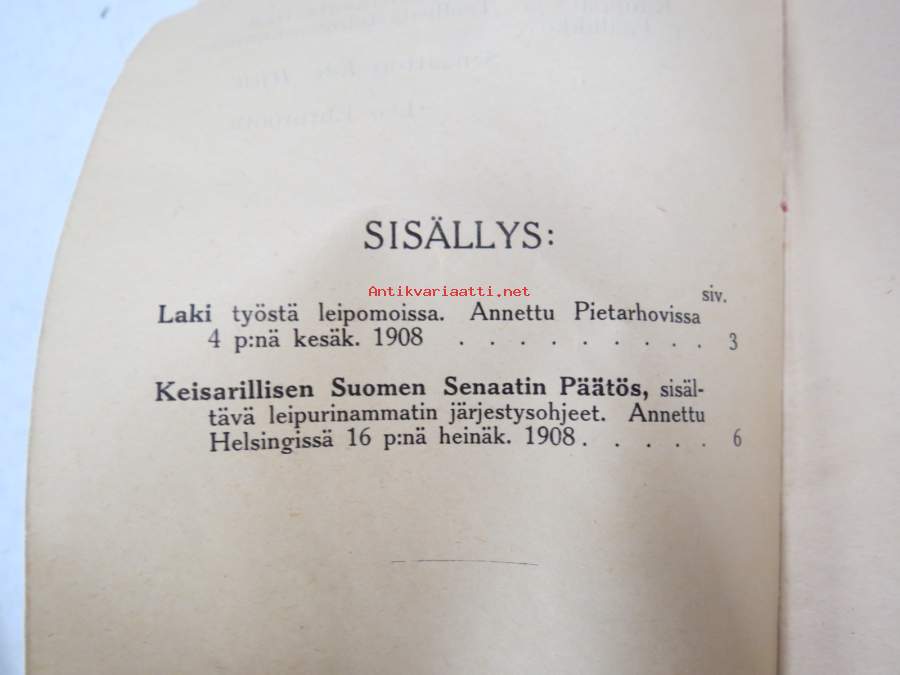 SISÄLLYS:
Antikvariaatti.net
siv.
Laki työstä leipomoissa. Annettu Pietarhovissa
4 p:nä kesäk. 1908 . . . . . . . . . 3
Keisarillisen Suomen Senaatin Päätös, sisäl-
tävä leipurinammatin järjestysohjeet. Annettu
Helsingissä 16 p:nä heinäk. 1908 . . . . . 6